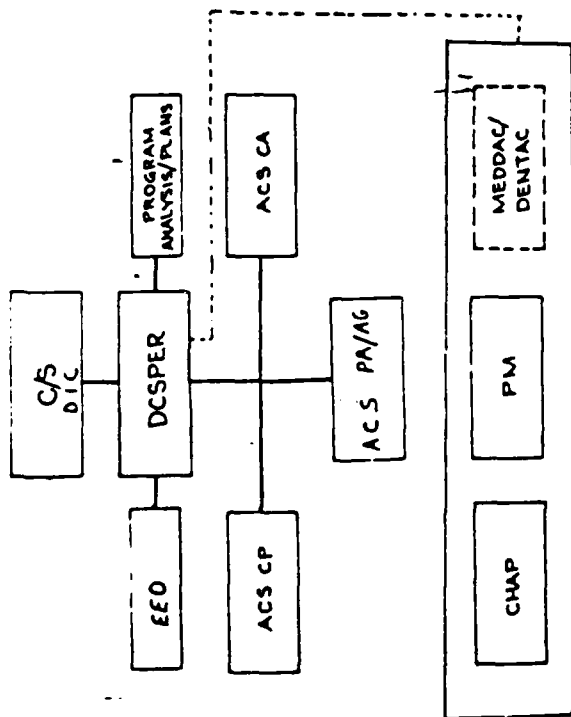 C/S
DIC
EEO
DCSPER
PROGRAM
ANALYSIS/PLANS
ACS CP
ACS CA
ACS PA/AG
CHAP
PM
MEDDAC/
DENTAC